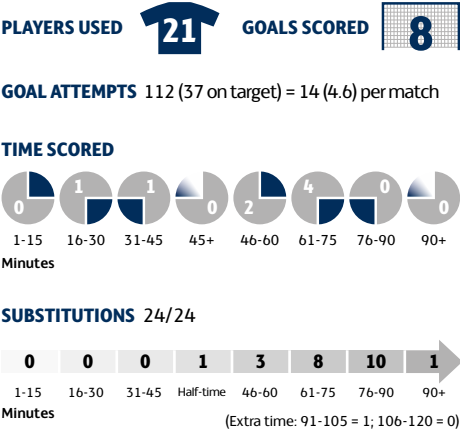 PLAYERS USED 21 GOALS SCORED 8
GOAL ATTEMPTS 112 (37 on target) = 14 (4.6) per match
TIME SCORED
0 1 1 0 2 4 0 0
1-15 16-30 31-45 45+ 46-60 61-75 76-90 90+
Minutes
SUBSTITUTIONS 24/24
0 0 0 1 3 8 10 1
1-15 16-30 31-45 Half-time 46-60 61-75 76-90 90+
Minutes
(Extra time: 91-105 = 1; 106-120 = 0)